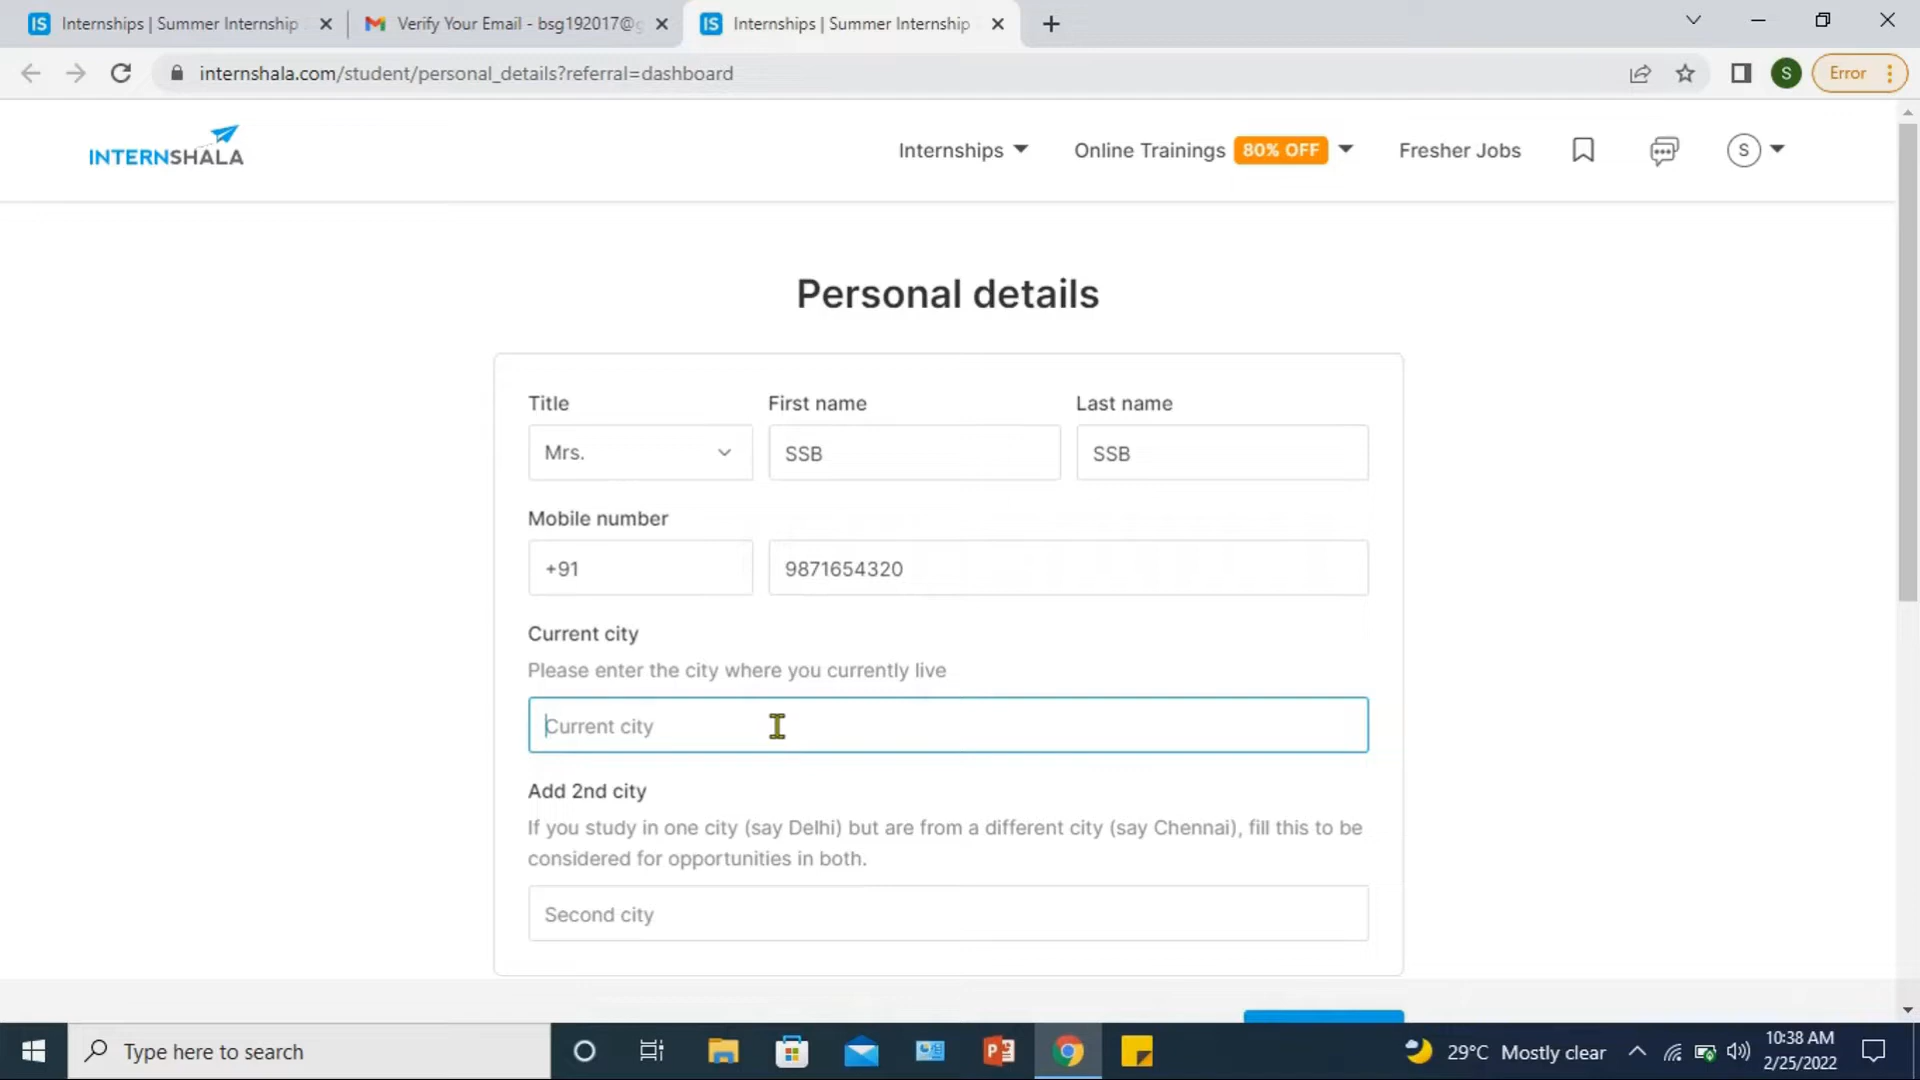 Internships | Summer Internship
Verify Your Email - bsg192017@g
Internships | Summer Internship
internshala.com/student/personal_details?referral=dashboard
S
Error
INTERNSHALA
Internships
Online Trainings 80% OFF
Fresher Jobs
S
Personal details
Title First name Last name
Mrs. SSB SSB
Mobile number
+91 9871654320
Current city
Please enter the city where you currently live
Current city
Add 2nd city
If you study in one city (say Delhi) but are from a different city (say Chennai), fill this to be
considered for opportunities in both.
Second city
Type here to search
29°C Mostly clear
10:38 AM
2/25/2022